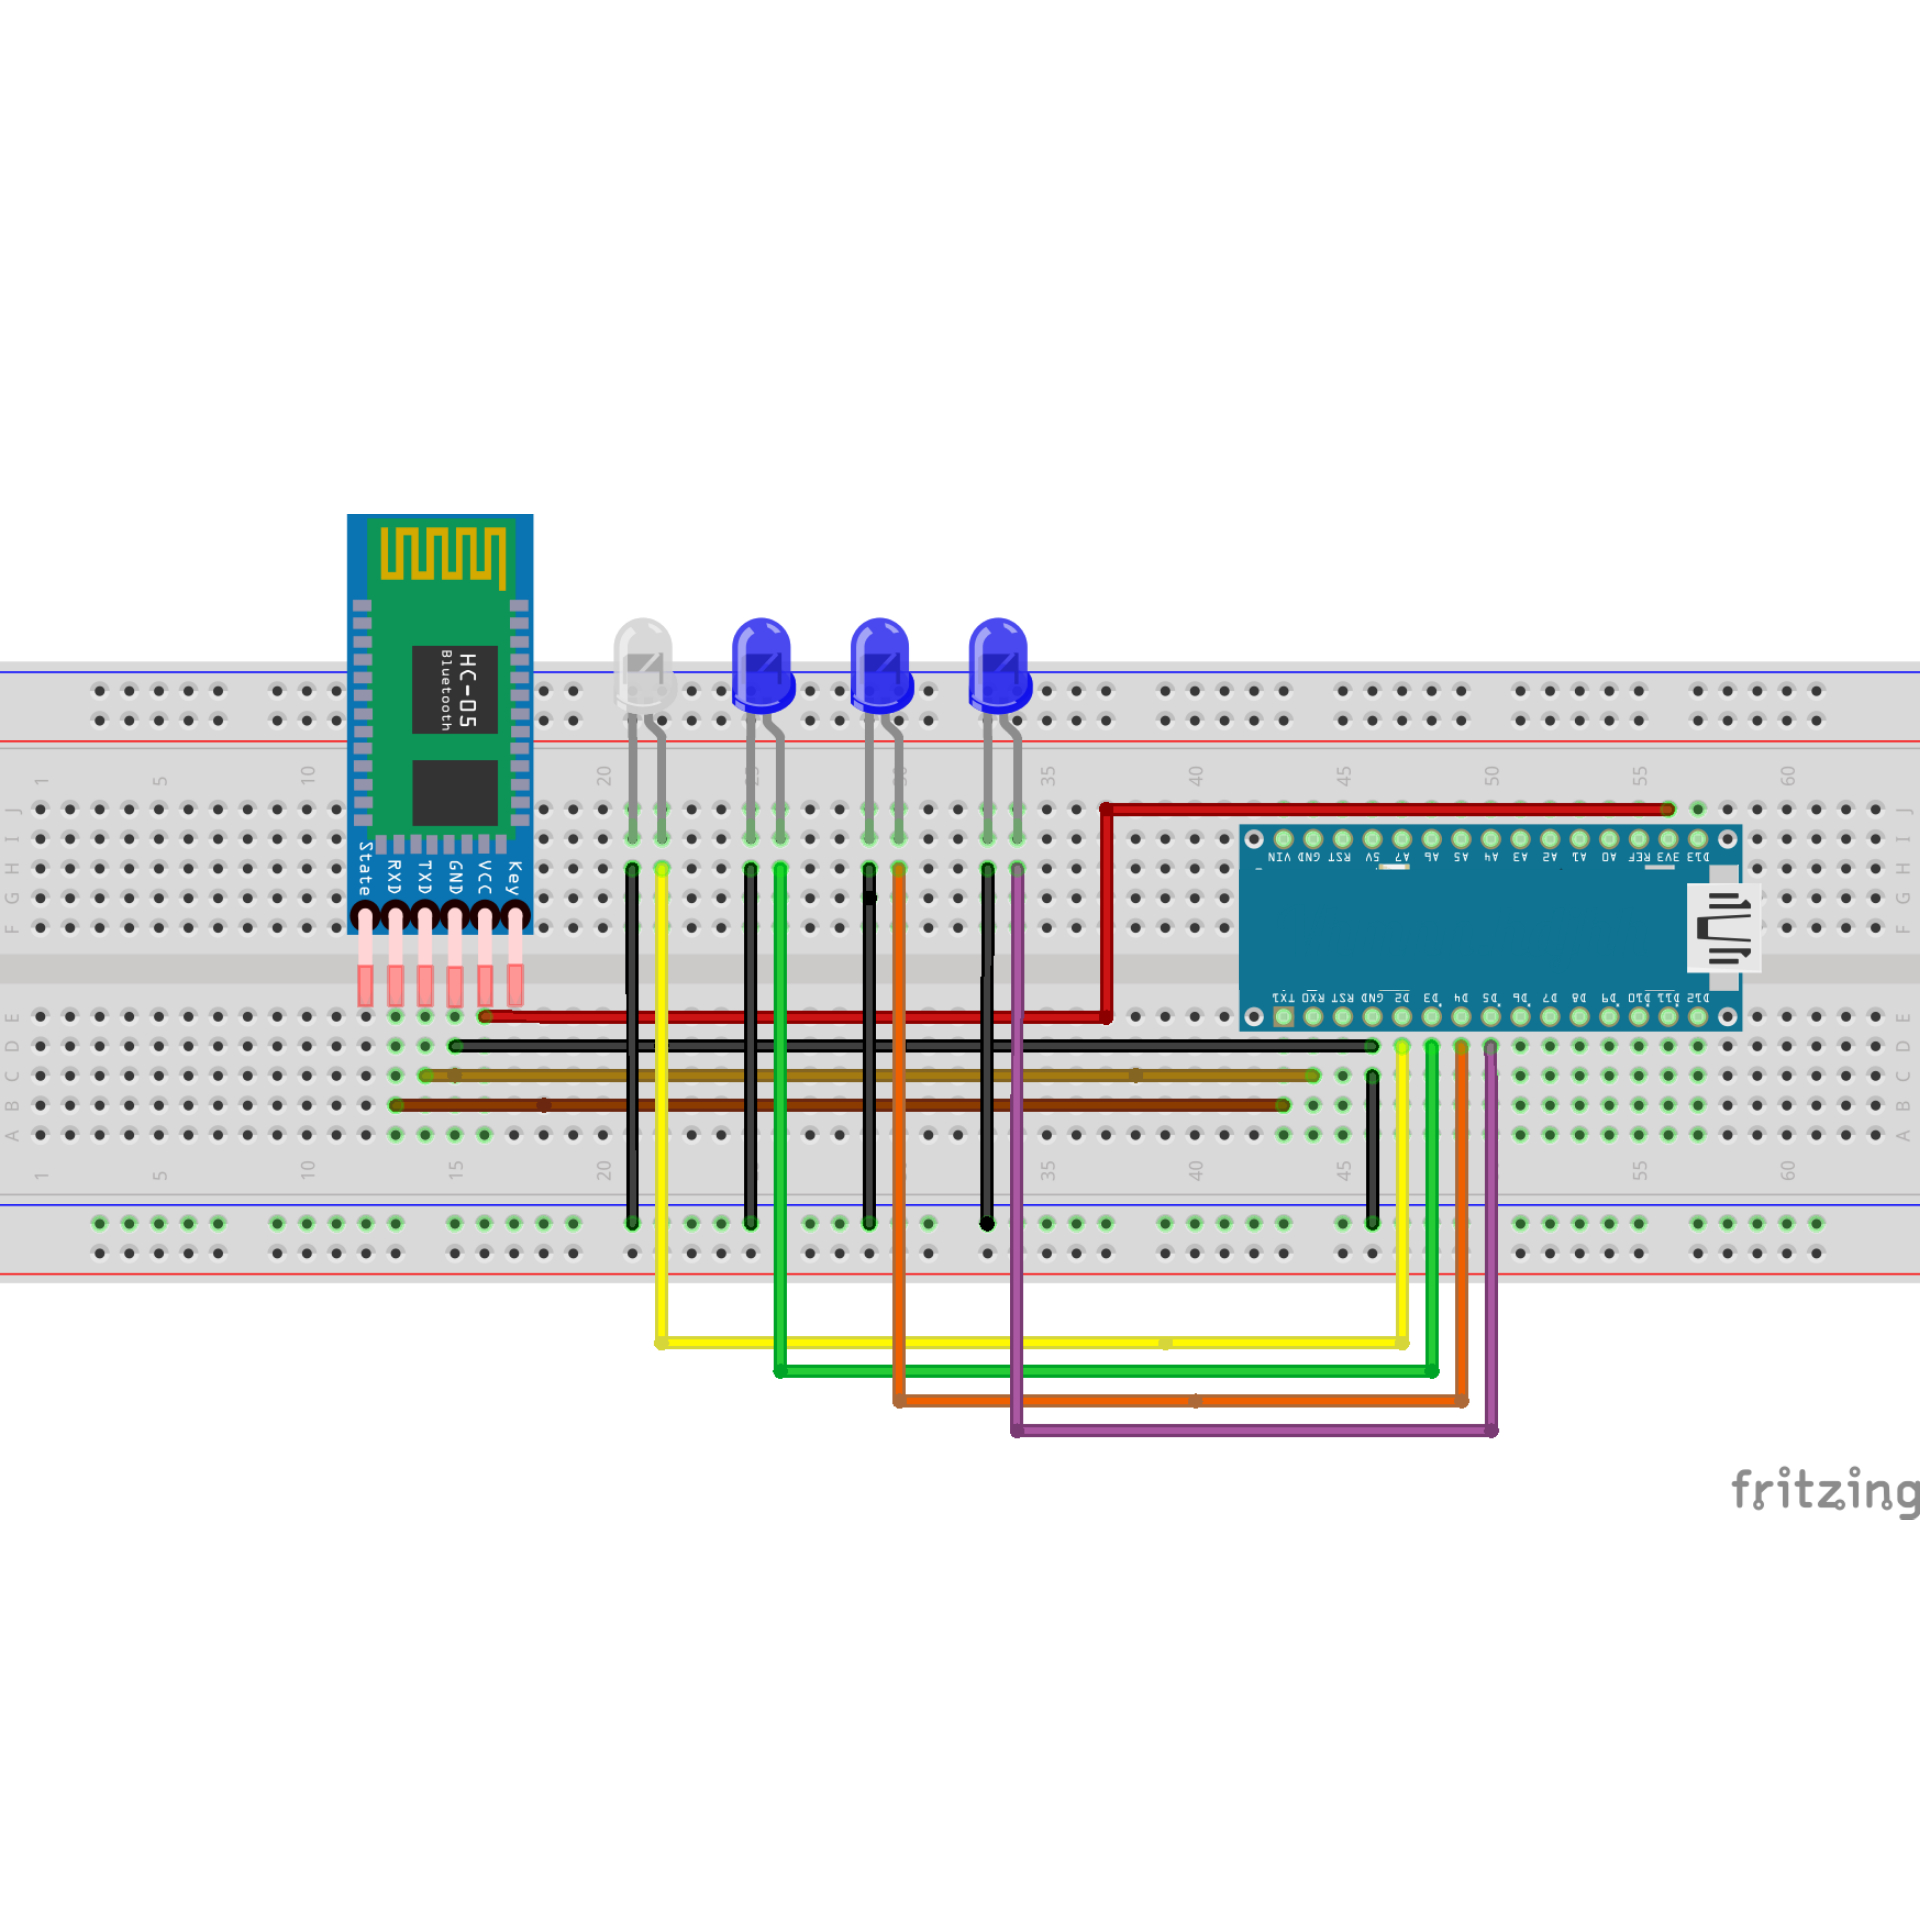 HC-05
Bluetooth
State RXD TXD GND VCC Key
1 5 10 20 25 30 35 40 45 50 55 60
J J
I I
H H
G G
F F
VIN GND RST 5V A7 A6 A5 A4 A3 A2 A1 A0 REF 3V3 D13
TX1 RX0 RST GND D2 D3 D4 D5 D6 D7 D8 D9 D10 D11 D12
E E
D D
C C
B B
A A
1 5 10 15 20 35 40 45 55 60
fritzing